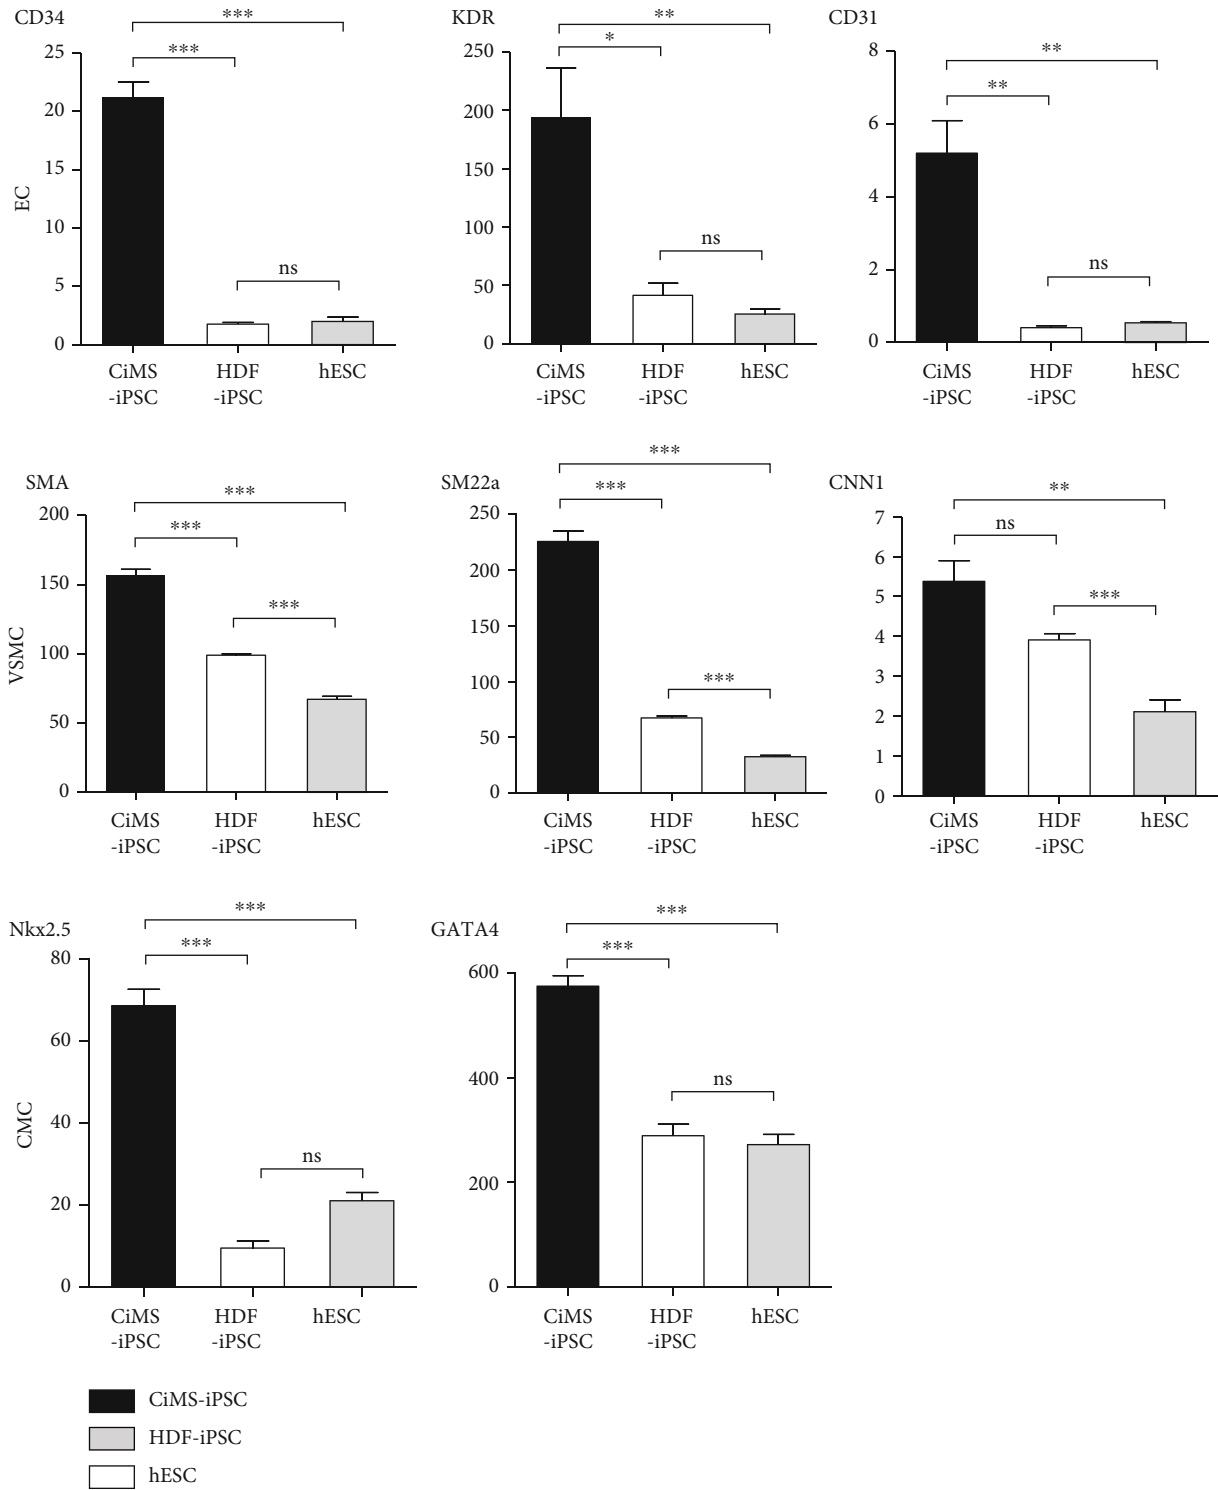 CD34
***
***
25
20
15
10
5
0
EC
ns
CiMS
-iPSC
HDF
-iPSC
hESC
KDR
**
*
250
200
150
100
50
0
ns
CiMS
-iPSC
HDF
-iPSC
hESC
CD31
**
**
8
6
4
2
0
ns
CiMS
-iPSC
HDF
-iPSC
hESC
SMA
***
***
200
150
100
50
0
VSMC
***
CiMS
-iPSC
HDF
-iPSC
hESC
SM22a
***
***
250
200
150
100
50
0
***
CiMS
-iPSC
HDF
-iPSC
hESC
CNN1
**
ns
7
6
5
4
3
2
1
0
***
CiMS
-iPSC
HDF
-iPSC
hESC
Nkx2.5
***
***
80
60
40
20
0
CMC
ns
CiMS
-iPSC
HDF
-iPSC
hESC
GATA4
***
***
600
400
200
0
ns
CiMS
-iPSC
HDF
-iPSC
hESC
CiMS-iPSC
HDF-iPSC
hESC